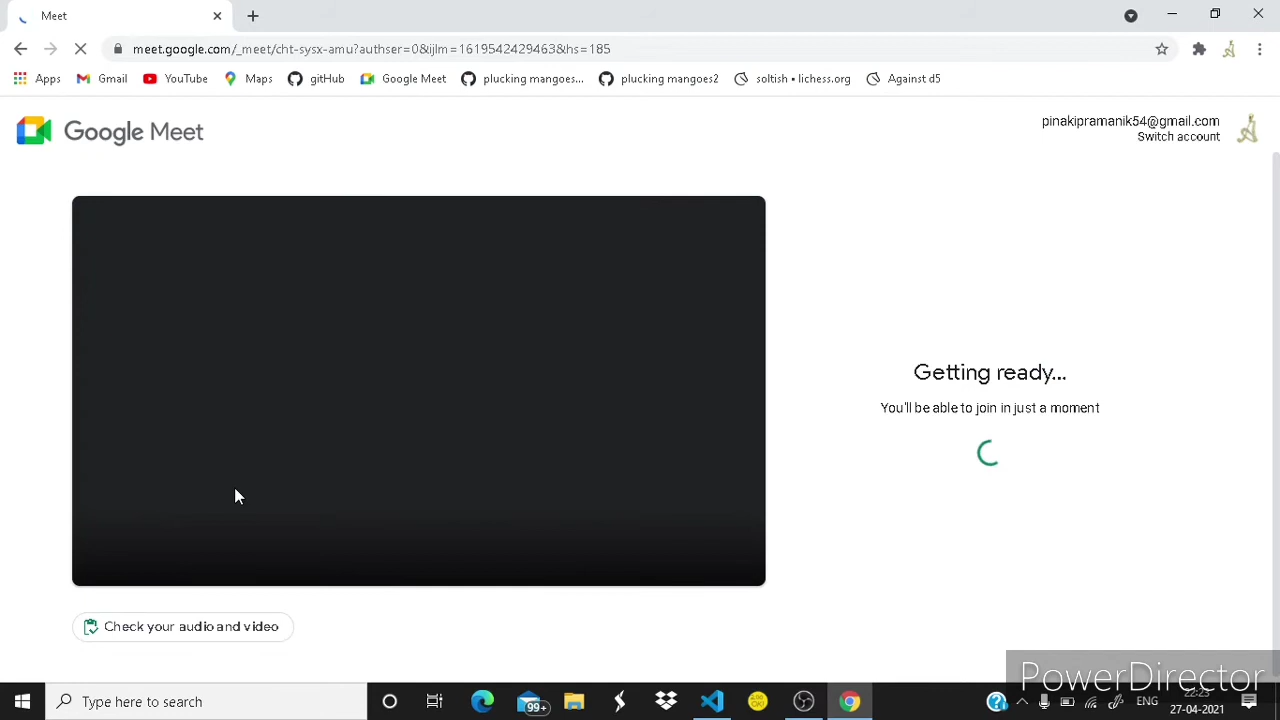 Meet
meet.google.com/_meet/cht-sysx-amu?authser=0&ijlm=1619542429463&hs=185
Apps Gmail YouTube Maps gitHub Google Meet plucking mangoes... plucking mangoes. soltish • lichess.org Against d5
Google Meet
pinakipramanik54@gmail.com
Switch account
Getting ready...
You'll be able to join in just a moment
Check your audio and video
PowerDirector
Type here to search
99+
ENG
27-04-2021